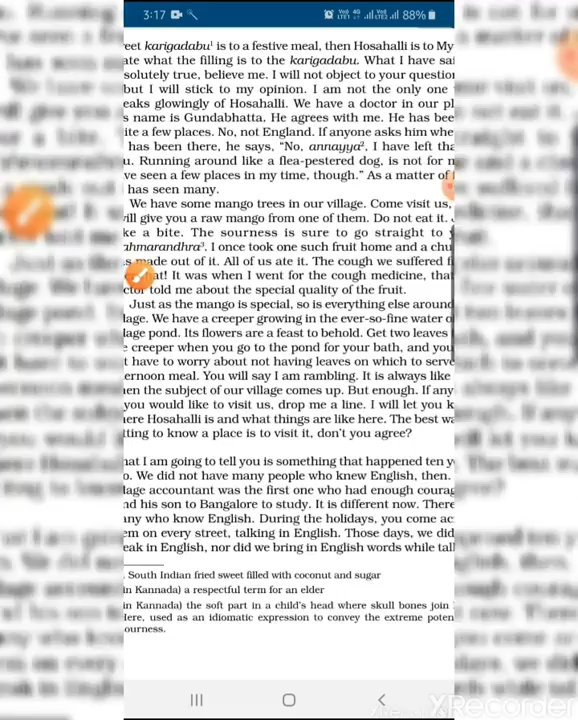 3:17 88%
eet karigadabu¹ is to a festive meal, then Hosahalli is to My
ate what the filling is to the karigadabu. What I have sai
solutely true, believe me. I will not object to your question
but I will stick to my opinion. I am not the only one
eaks glowingly of Hosahalli. We have a doctor in our pl
s name is Gundabhatta. He agrees with me. He has bee
ite a few places. No, not England. If anyone asks him whe
has been there, he says, "No, annayya², I have left tha
u. Running around like a flea-pestered dog, is not for n
ve seen a few places in my time, though." As a matter of
has seen many.
We have some mango trees in our village. Come visit us,
ill give you a raw mango from one of them. Do not eat it.
ke a bite. The sourness is sure to go straight to
ahmarandhra³. I once took one such fruit home and a chu
s made out of it. All of us ate it. The cough we suffered f
at! It was when I went for the cough medicine, tha
ctor told me about the special quality of the fruit.
Just as the mango is special, so is everything else around
lage. We have a creeper growing in the ever-so-fine water o
lage pond. Its flowers are a feast to behold. Get two leaves
e creeper when you go to the pond for your bath, and you
t have to worry about not having leaves on which to serve
ernoon meal. You will say I am rambling. It is always like
en the subject of our village comes up. But enough. If any
you would like to visit us, drop me a line. I will let you k
ere Hosahalli is and what things are like here. The best wa
tting to know a place is to visit it, don't you agree?
hat I am going to tell you is something that happened ten y
o. We did not have many people who knew English, then.
lage accountant was the first one who had enough courag
nd his son to Bangalore to study. It is different now. There
any who know English. During the holidays, you come ac
em on every street, talking in English. Those days, we did
eak in English, nor did we bring in English words while tal
South Indian fried sweet filled with coconut and sugar
in Kannada) a respectful term for an elder
in Kannada) the soft part in a child's head where skull bones join
Here, used as an idiomatic expression to convey the extreme poten
ourness.
XRecorder